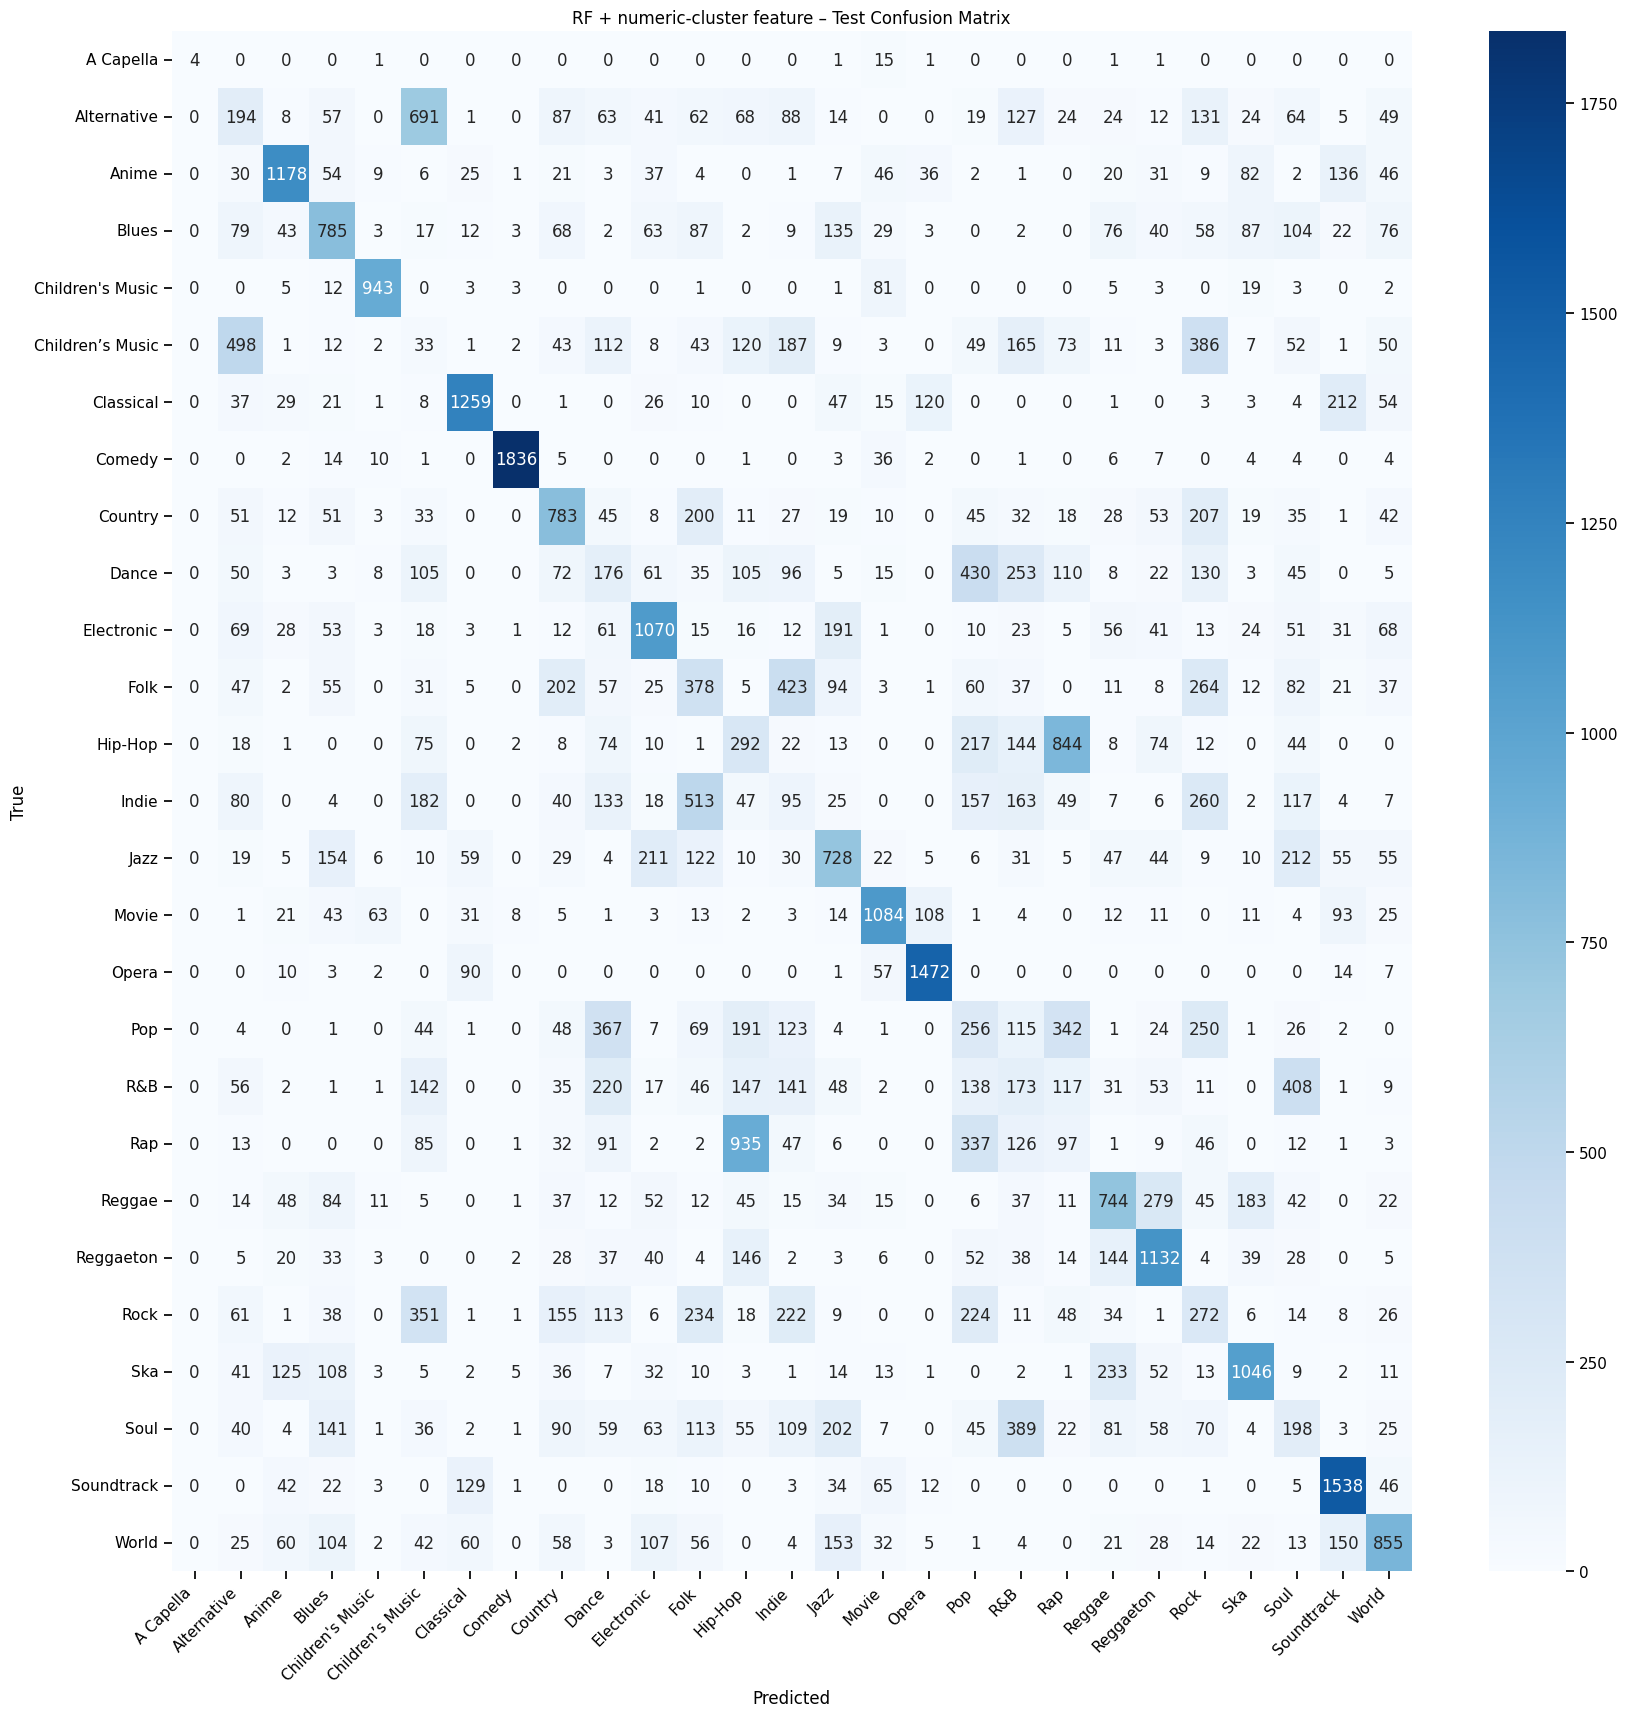 RF + numeric-cluster feature – Test Confusion Matrix
A Capella 4 0 0 0 1 0 0 0 0 0 0 0 0 0 1 15 1 0 0 0 1 1 0 0 0 0 0
Alternative 0 194 8 57 0 691 1 0 87 63 41 62 68 88 14 0 0 19 127 24 24 12 131 24 64 5 49
Anime 0 30 1178 54 9 6 25 1 21 3 37 4 0 1 7 46 36 2 1 0 20 31 9 82 2 136 46
Blues 0 79 43 785 3 17 12 3 68 2 63 87 2 9 135 29 3 0 2 0 76 40 58 87 104 22 76
Children's Music 0 0 5 12 943 0 3 3 0 0 0 1 0 0 1 81 0 0 0 0 5 3 0 19 3 0 2
Children’s Music 0 498 1 12 2 33 1 2 43 112 8 43 120 187 9 3 0 49 165 73 11 3 386 7 52 1 50
Classical 0 37 29 21 1 8 1259 0 1 0 26 10 0 0 47 15 120 0 0 0 1 0 3 3 4 212 54
Comedy 0 0 2 14 10 1 0 1836 5 0 0 0 1 0 3 36 2 0 1 0 6 7 0 4 4 0 4
Country 0 51 12 51 3 33 0 0 783 45 8 200 11 27 19 10 0 45 32 18 28 53 207 19 35 1 42
Dance 0 50 3 3 8 105 0 0 72 176 61 35 105 96 5 15 0 430 253 110 8 22 130 3 45 0 5
Electronic 0 69 28 53 3 18 3 1 12 61 1070 15 16 12 191 1 0 10 23 5 56 41 13 24 51 31 68
Folk 0 47 2 55 0 31 5 0 202 57 25 378 5 423 94 3 1 60 37 0 11 8 264 12 82 21 37
Hip-Hop 0 18 1 0 0 75 0 2 8 74 10 1 292 22 13 0 0 217 144 844 8 74 12 0 44 0 0
Indie 0 80 0 4 0 182 0 0 40 133 18 513 47 95 25 0 0 157 163 49 7 6 260 2 117 4 7
Jazz 0 19 5 154 6 10 59 0 29 4 211 122 10 30 728 22 5 6 31 5 47 44 9 10 212 55 55
Movie 0 1 21 43 63 0 31 8 5 1 3 13 2 3 14 1084 108 1 4 0 12 11 0 11 4 93 25
Opera 0 0 10 3 2 0 90 0 0 0 0 0 0 0 1 57 1472 0 0 0 0 0 0 0 0 14 7
Pop 0 4 0 1 0 44 1 0 48 367 7 69 191 123 4 1 0 256 115 342 1 24 250 1 26 2 0
R&B 0 56 2 1 1 142 0 0 35 220 17 46 147 141 48 2 0 138 173 117 31 53 11 0 408 1 9
Rap 0 13 0 0 0 85 0 1 32 91 2 2 935 47 6 0 0 337 126 97 1 9 46 0 12 1 3
Reggae 0 14 48 84 11 5 0 1 37 12 52 12 45 15 34 15 0 6 37 11 744 279 45 183 42 0 22
Reggaeton 0 5 20 33 3 0 0 2 28 37 40 4 146 2 3 6 0 52 38 14 144 1132 4 39 28 0 5
Rock 0 61 1 38 0 351 1 1 155 113 6 234 18 222 9 0 0 224 11 48 34 1 272 6 14 8 26
Ska 0 41 125 108 3 5 2 5 36 7 32 10 3 1 14 13 1 0 2 1 233 52 13 1046 9 2 11
Soul 0 40 4 141 1 36 2 1 90 59 63 113 55 109 202 7 0 45 389 22 81 58 70 4 198 3 25
Soundtrack 0 0 42 22 3 0 129 1 0 0 18 10 0 3 34 65 12 0 0 0 0 0 1 0 5 1538 46
World 0 25 60 104 2 42 60 0 58 3 107 56 0 4 153 32 5 1 4 0 21 28 14 22 13 150 855
A Capella Alternative Anime Blues Children's Music Children’s Music Classical Comedy Country Dance Electronic Folk Hip-Hop Indie Jazz Movie Opera Pop R&B Rap Reggae Reggaeton Rock Ska Soul Soundtrack World
Predicted
True
1750
1500
1250
1000
750
500
250
0